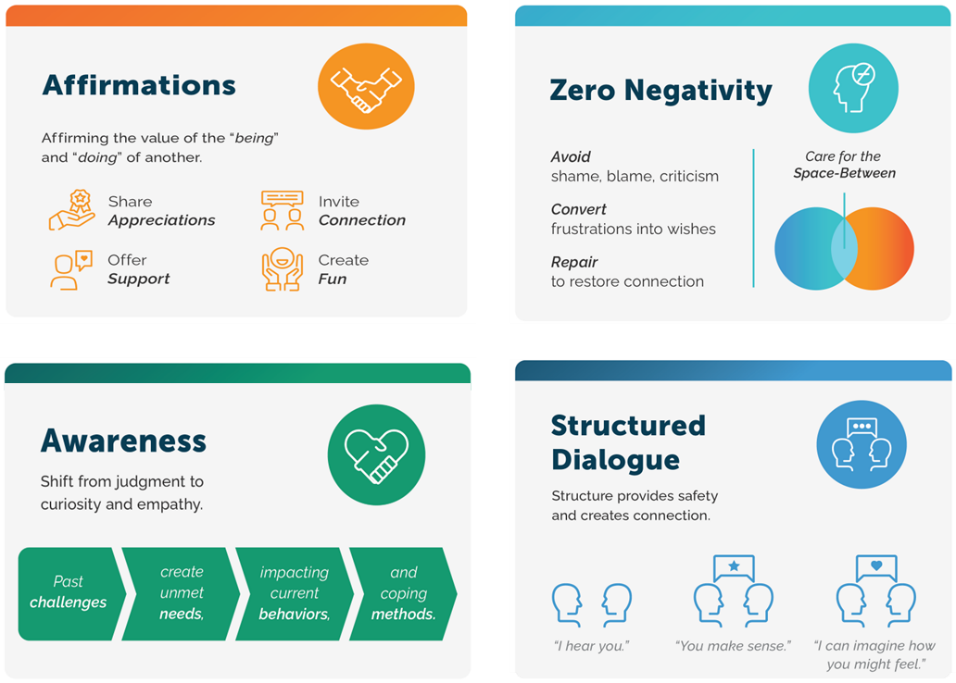 Affirmations
Affirming the value of the “being”
and “doing” of another.
Share
Appreciations
Invite
Connection
Offer
Support
Create
Fun
Zero Negativity
Avoid
shame, blame, criticism
Convert
frustrations into wishes
Repair
to restore connection
Care for the
Space-Between
Awareness
Shift from judgment to
curiosity and empathy.
Past
challenges
create
unmet
needs,
impacting
current
behaviors,
and
coping
methods.
Structured
Dialogue
Structure provides safety
and creates connection.
“I hear you.”
“You make sense.”
“I can imagine how
you might feel.”